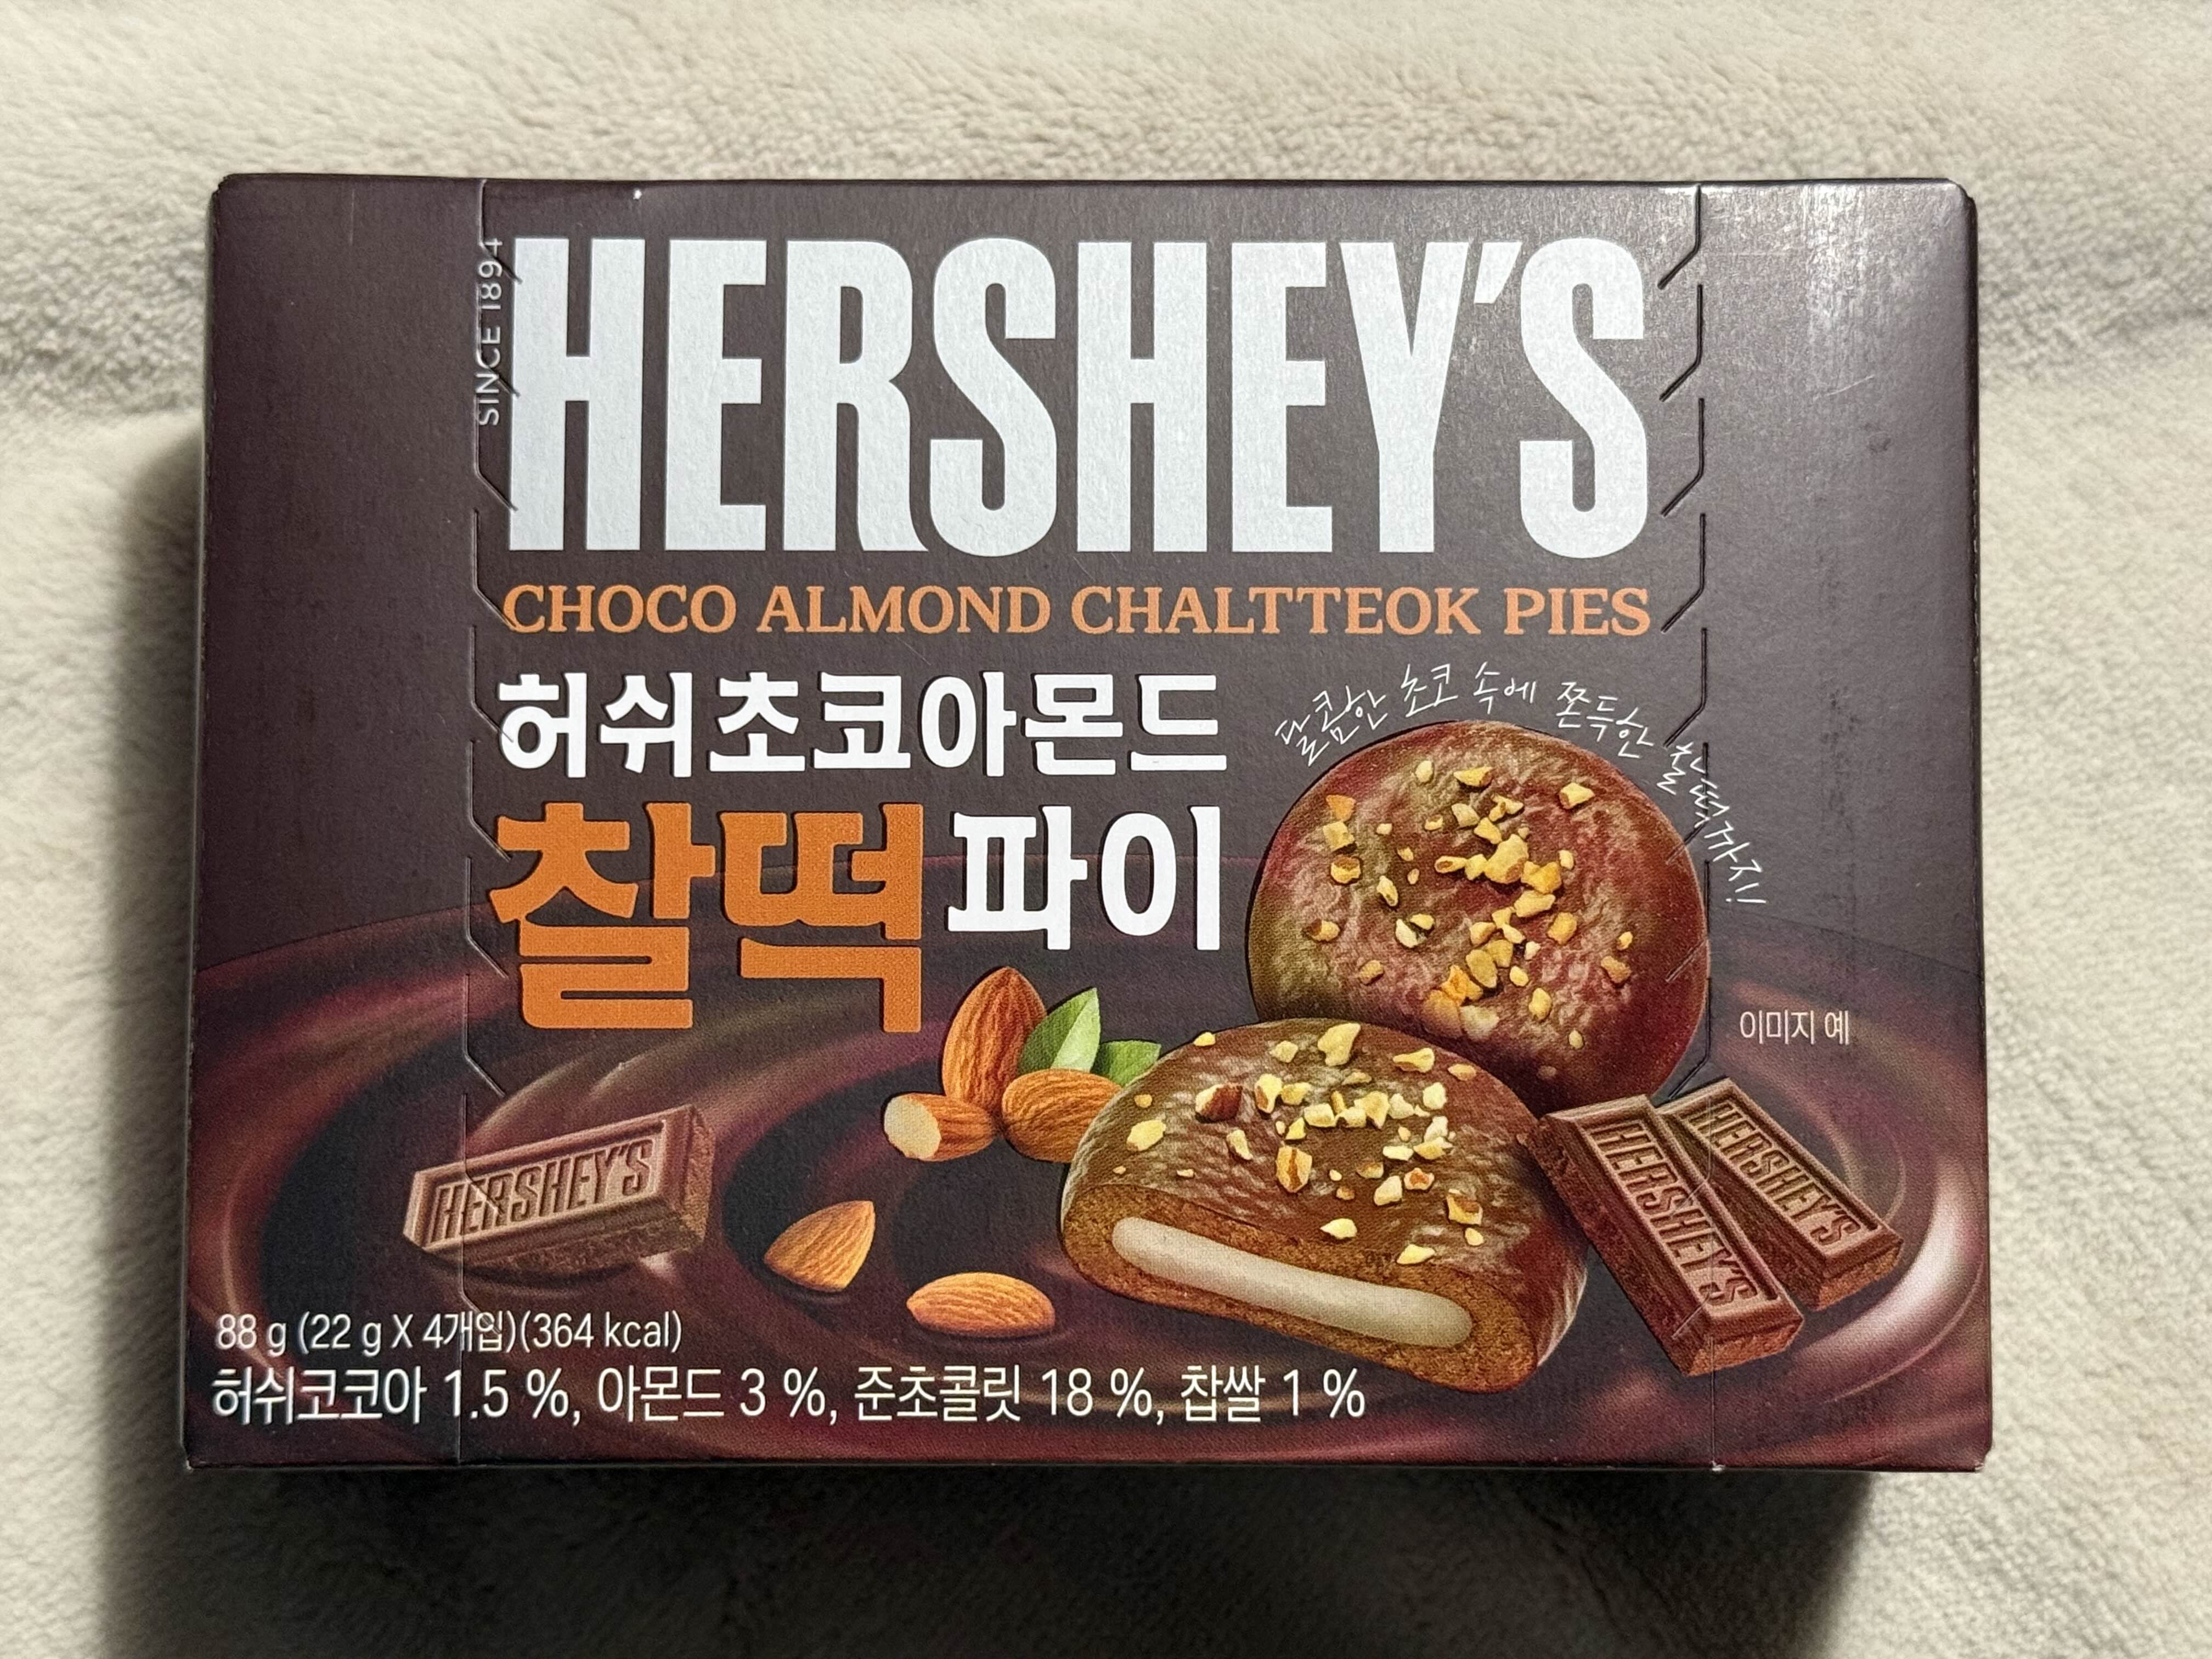 SINCE 1894
HERSHEY'S
CHOCO ALMOND CHALTTEOK PIES
허쉬초코아몬드
찰떡파이
달콤한 초코 속에 쫀득한 찰떡까지!
이미지 예
HERSHEY'S
HERSHEY'S
HERSHEY'S
88 g (22 g X 4개입)(364 kcal)
허쉬코코아 1.5 %, 아몬드 3 %, 준초콜릿 18 %, 찹쌀 1 %